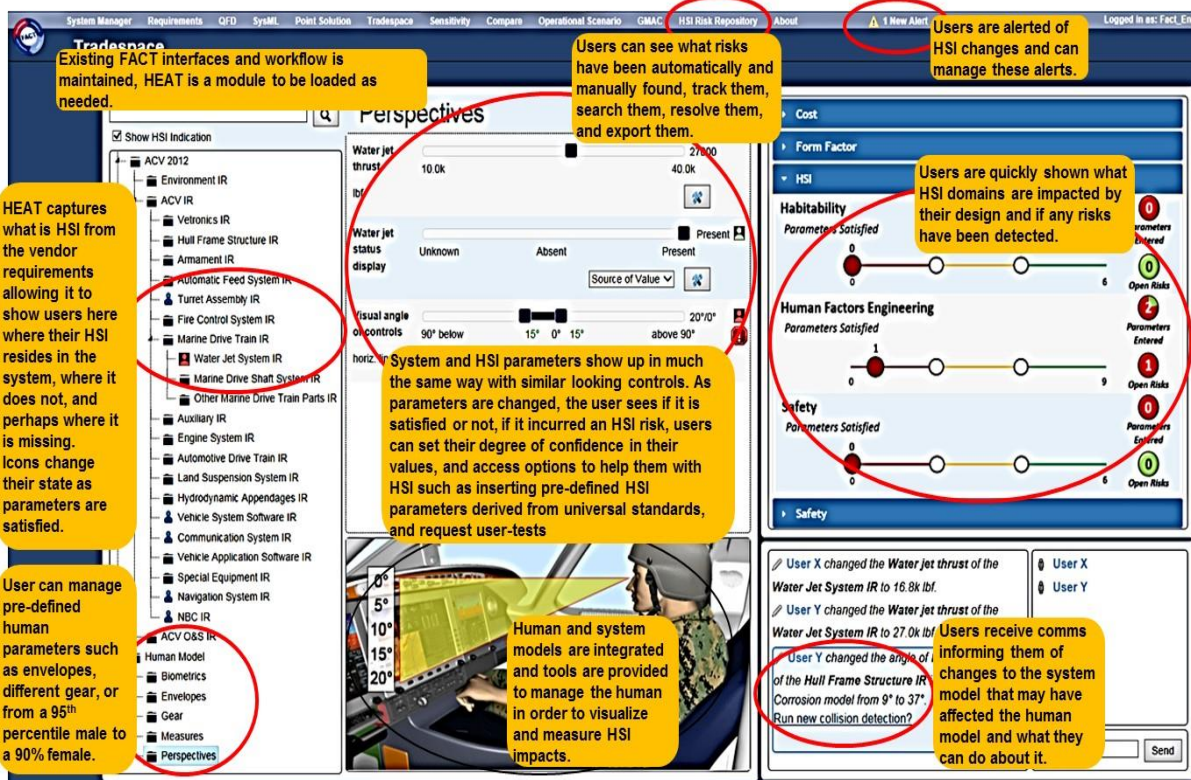 System Manager Requirements QFD SysML Point Solution Tradespace Sensitivity Compare Operational Scenario GMAC HSI Risk Repository About 1 New Alert Logged in as:
FACT
Tradespace
Existing FACT interfaces and workflow is
maintained, HEAT is a module to be loaded as
needed.
Users can see what risks
have been automatically and
manually found, track them,
search them, resolve them,
and export them.
Users are alerted of
HSI changes and can
manage these alerts.
Show HSI Indication
ACV 2012
Environment IR
ACV IR
Vetronics IR
Hull Frame Structure IR
Armament IR
Automatic Feed System IR
Turret Assembly IR
Fire Control System IR
Marine Drive Train IR
Water Jet System IR
Marine Drive Shaft System IR
Other Marine Drive Train Parts IR
Auxiliary IR
Engine System IR
Automotive Drive Train IR
Land Suspension System IR
Hydrodynamic Appendages IR
Vehicle System Software IR
Communication System IR
Vehicle Application Software IR
Special Equipment IR
Navigation System IR
NBC IR
ACV O&S IR
Human Model
Biometrics
Envelopes
Gear
Measures
Perspectives
HEAT captures
what is HSI from
the vendor
requirements
allowing it to
show users here
where their HSI
resides in the
system, where it
does not, and
perhaps where it
is missing.
Icons change
their state as
parameters are
satisfied.
User can manage
pre-defined
human
parameters such
as envelopes,
different gear, or
from a 95th
percentile male to
a 90% female.
Perspectives
Water jet
thrust
10.0k 40.0k
27000
Water jet
status
display
Unknown Absent Present
Present
Source of Value
Visual angle
of controls
90° below 15° 0° 15° above 90°
20°/0°
horiz.
System and HSI parameters show up in much
the same way with similar looking controls. As
parameters are changed, the user sees if it is
satisfied or not, if it incurred an HSI risk, users
can set their degree of confidence in their
values, and access options to help them with
HSI such as inserting pre-defined HSI
parameters derived from universal standards,
and request user-tests
0°
5°
10°
15°
20°
Human and system
models are integrated
and tools are provided
to manage the human
in order to visualize
and measure HSI
impacts.
Cost
Form Factor
HSI
Users are quickly shown what
HSI domains are impacted by
their design and if any risks
have been detected.
Habitability
Parameters Satisfied
0
0 6
0
Parameters
Entered
0
Open Risks
Human Factors Engineering
Parameters Satisfied
1
0 9
2
Parameters
Entered
1
Open Risks
Safety
Parameters Satisfied
0
0 6
0
Parameters
Entered
0
Open Risks
Safety
User X changed the Water jet thrust of the
Water Jet System IR to 16.8k lbf.
User Y changed the Water jet thrust of the
Water Jet System IR to 27.0k lbf
User Y changed the angle of
of the Hull Frame Structure IR
Corrosion model from 9° to 37°.
Run new collision detection?
User X
User Y
Users receive comms
informing them of
changes to the system
model that may have
affected the human
model and what they
can do about it.
Send